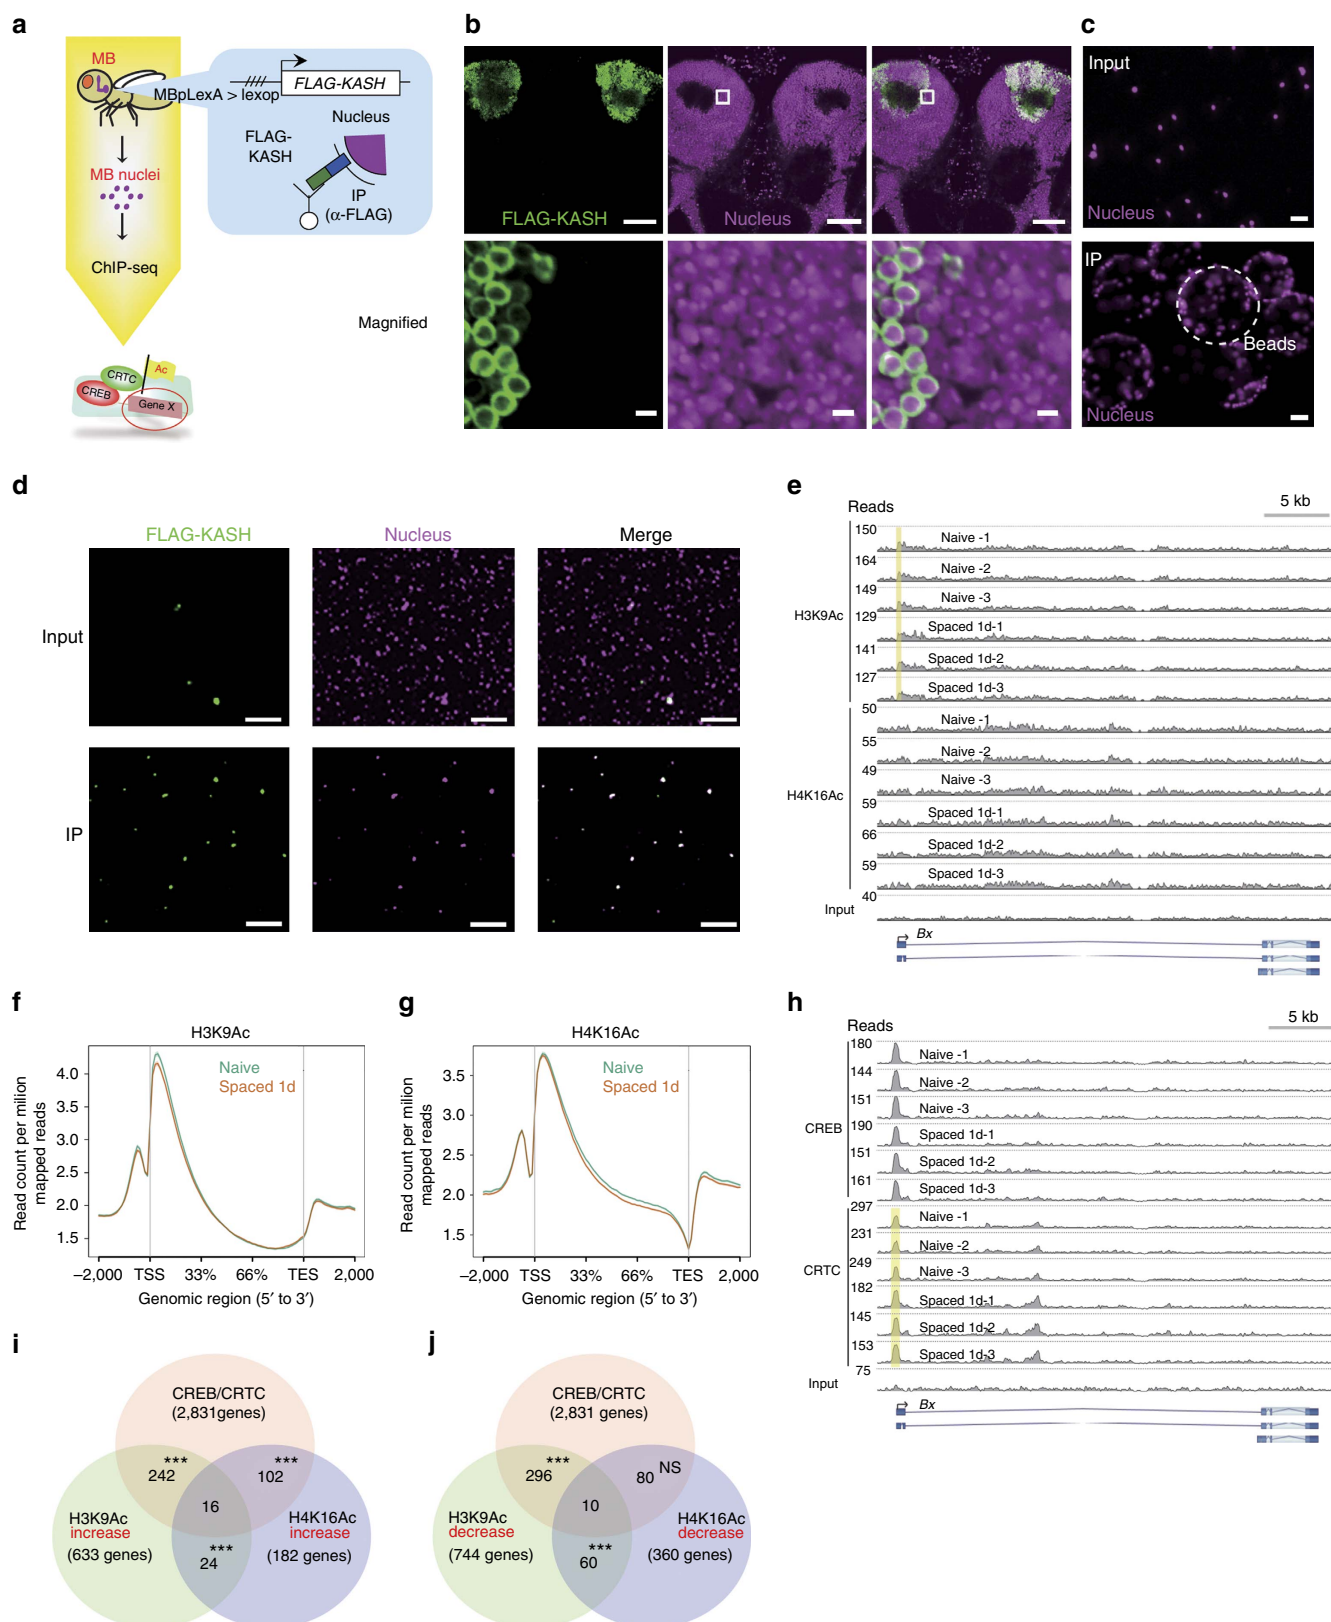 a
MB
MBpLexA > lexop
FLAG-KASH
Nucleus
FLAG-
KASH
IP
(α-FLAG)
MB nuclei
ChIP-seq
CRTC
Ac
CREB
Gene X
b
FLAG-KASH
Nucleus
Magnified
c
Input
Nucleus
IP
Beads
Nucleus
d
FLAG-KASH
Nucleus
Merge
Input
IP
e
5 kb
Reads
150
Naive -1
164
Naive -2
149
Naive -3
H3K9Ac
129
Spaced 1d-1
141
Spaced 1d-2
127
Spaced 1d-3
50
Naive -1
55
Naive -2
49
Naive -3
H4K16Ac
59
Spaced 1d-1
66
Spaced 1d-2
59
Spaced 1d-3
40
Input
Bx
f
H3K9Ac
Naive
Spaced 1d
4.0
3.5
3.0
2.5
2.0
1.5
Read count per milion
mapped reads
–2,000 TSS 33% 66% TES 2,000
Genomic region (5′ to 3′)
g
H4K16Ac
Naive
Spaced 1d
3.5
3.0
2.5
2.0
1.5
Read count per milion
mapped reads
–2,000 TSS 33% 66% TES 2,000
Genomic region (5′ to 3′)
h
5 kb
Reads
180
Naive -1
144
Naive -2
151
Naive -3
CREB
190
Spaced 1d-1
151
Spaced 1d-2
161
Spaced 1d-3
297
Naive -1
231
Naive -2
249
Naive -3
CRTC
182
Spaced 1d-1
145
Spaced 1d-2
153
Spaced 1d-3
75
Input
Bx
i
CREB/CRTC
(2,831genes)
***
242
***
102
16
H3K9Ac
increase
(633 genes)
H4K16Ac
increase
(182 genes)
***
24
j
CREB/CRTC
(2,831 genes)
***
296
NS
80
10
H3K9Ac
decrease
(744 genes)
H4K16Ac
decrease
(360 genes)
***
60